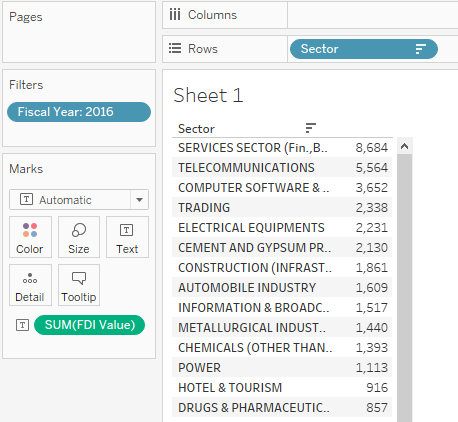 Pages
Columns
Rows
Sector
Filters
Fiscal Year: 2016
Marks
Automatic
Color
Size
Text
Detail
Tooltip
SUM(FDI Value)
Sheet 1
Sector
SERVICES SECTOR (Fin.,B.. 8,684
TELECOMMUNICATIONS 5,564
COMPUTER SOFTWARE & .. 3,652
TRADING 2,338
ELECTRICAL EQUIPMENTS 2,231
CEMENT AND GYPSUM PR.. 2,130
CONSTRUCTION (INFRAST.. 1,861
AUTOMOBILE INDUSTRY 1,609
INFORMATION & BROADC.. 1,517
METALLURGICAL INDUST.. 1,440
CHEMICALS (OTHER THAN.. 1,393
POWER 1,113
HOTEL & TOURISM 916
DRUGS & PHARMACEUTIC.. 857